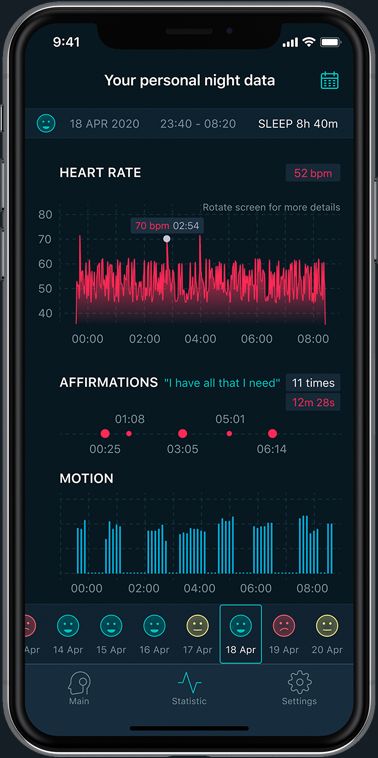 9:41
Your personal night data
18 APR 2020 23:40 - 08:20 SLEEP 8h 40m
HEART RATE 52 bpm
Rotate screen for more details
80
70 bpm 02:54
70
60
50
40
00:00 02:00 04:00 06:00 08:00
AFFIRMATIONS "I have all that I need" 11 times
12m 28s
01:08 05:01
00:25 03:05 06:14
MOTION
00:00 02:00 04:00 06:00 08:00
Apr 14 Apr 15 Apr 16 Apr 17 Apr 18 Apr 19 Apr 20 Apr
Main Statistic Settings